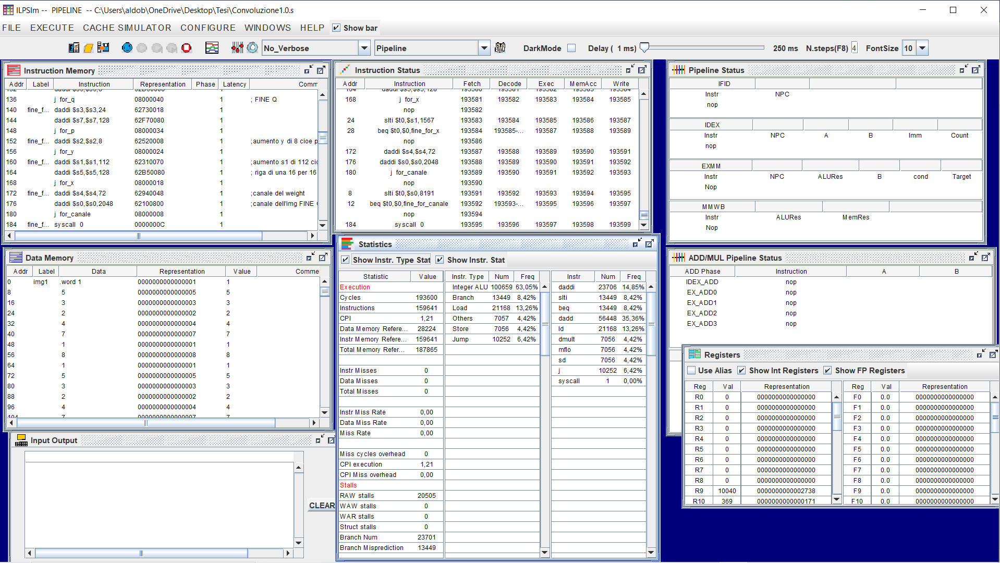 ILPSIm -- PIPELINE -- C:\Users\aldob\OneDrive\Desktop\Tesi\Convoluzione1.0.s
FILE EXECUTE CACHE SIMULATOR CONFIGURE WINDOWS HELP Show bar
No_Verbose Pipeline DarkMode Delay ( 1 ms) 250 ms N.steps(F8) 4 FontSize 10
Instruction Memory
Addr Label Instruction Representation Phase Latency Comm
136 j for_q 08000040 1 ; FINE Q
140 fine_f... daddi $s3,$s3,24 62730018 1
144 daddi $s7,$s7,128 62F70080 1
148 j for_p 08000034 1
152 fine_f... daddi $s2,$s2,8 62520008 1 ;aumento y di 8 cioe p
156 j for_y 08000024 1
160 fine_f... daddi $s1,$s1,112 62310070 1 ;aumento s1 di 112 ci
164 daddi $s5,$s5,128 62B50080 1 ; riga di una 16 per 16
168 j for_x 08000018 1
172 fine_f... daddi $s4,$s4,72 62940048 1 ;canale del weight
176 daddi $s0,$s0,2048 62100800 1 ;canale dell'img FINE
180 j for_canale 08000008 1
184 fine_f... syscall 0 0000000C 1
Instruction Status
Addr Instruction Fetch Decode Exec MemAcc Write
168 j for_x 193581 193582 193583 193584 193585
nop 193582
24 slti $t0,$s1,1567 193583 193584 193585 193586 193587
28 beq $t0,$0,fine_for_x 193584 193585-... 193587 193588 193589
nop 193586
172 daddi $s4,$s4,72 193587 193588 193589 193590 193591
176 daddi $s0,$s0,2048 193588 193589 193590 193591 193592
180 j for_canale 193589 193590 193591 193592 193593
nop 193590
8 slti $t0,$s0,8191 193591 193592 193593 193594 193595
12 beq $t0,$0,fine_for_canale 193592 193593-... 193595 193596 193597
nop 193594
184 syscall 0 193595 193596 193597 193598 193599
Pipeline Status
IFID
Instr NPC
nop
IDEX
Instr NPC A B Imm Count
nop
EXMM
Instr NPC ALURes B cond Target
Nop
MMWB
Instr ALURes MemRes
Nop
Data Memory
Addr Label Data Representation Value Comme
0 img1 .word 1 0000000000000001 1
8 5 0000000000000005 5
16 3 0000000000000003 3
24 2 0000000000000002 2
32 4 0000000000000004 4
40 7 0000000000000007 7
48 1 0000000000000001 1
56 8 0000000000000008 8
64 1 0000000000000001 1
72 5 0000000000000005 5
80 3 0000000000000003 3
88 2 0000000000000002 2
96 4 0000000000000004 4
104 7 0000000000000007 7
Input Output
CLEAR
Statistics
Show Instr. Type Stat Show Instr. Stat
Statistic Value
Execution
Cycles 193600
Instructions 159641
CPI 1,21
Data Memory Refere... 28224
Instr Memory Refere... 159641
Total Memory Refer... 187865
Instr Misses 0
Data Misses 0
Total Misses 0
Instr Miss Rate 0,00
Data Miss Rate 0,00
Miss Rate 0,00
Miss cycles overhead 0
CPI execution 1,21
CPI Miss overhead 0,00
Stalls
RAW stalls 20505
WAW stalls 0
WAR stalls 0
Struct stalls 0
Branch Num 23701
Branch Misprediction 13449
Instr. Type Num Freq
Integer ALU 100659 63,05%
Branch 13449 8,42%
Load 21168 13,26%
Others 7057 4,42%
Store 7056 4,42%
Jump 10252 6,42%
Instr Num Freq
daddi 23706 14,85%
slti 13449 8,42%
beq 13449 8,42%
dadd 56448 35,36%
ld 21168 13,26%
dmult 7056 4,42%
mflo 7056 4,42%
sd 7056 4,42%
j 10252 6,42%
syscall 1 0,00%
ADD/MUL Pipeline Status
ADD Phase Instruction A B
IDEX_ADD nop
EX_ADD0 nop
EX_ADD1 nop
EX_ADD2 nop
EX_ADD3 nop
Registers
Use Alias Show Int Registers Show FP Registers
Reg Val Representation Reg Val Representation
R0 0 0000000000000000 F0 0.0 0000000000000000
R1 0 0000000000000000 F1 0.0 0000000000000000
R2 0 0000000000000000 F2 0.0 0000000000000000
R3 0 0000000000000000 F3 0.0 0000000000000000
R4 0 0000000000000000 F4 0.0 0000000000000000
R5 0 0000000000000000 F5 0.0 0000000000000000
R6 0 0000000000000000 F6 0.0 0000000000000000
R7 0 0000000000000000 F7 0.0 0000000000000000
R8 0 0000000000000000 F8 0.0 0000000000000000
R9 10040 0000000000002738 F9 0.0 0000000000000000
R10 369 0000000000000171 F10 0.0 0000000000000000